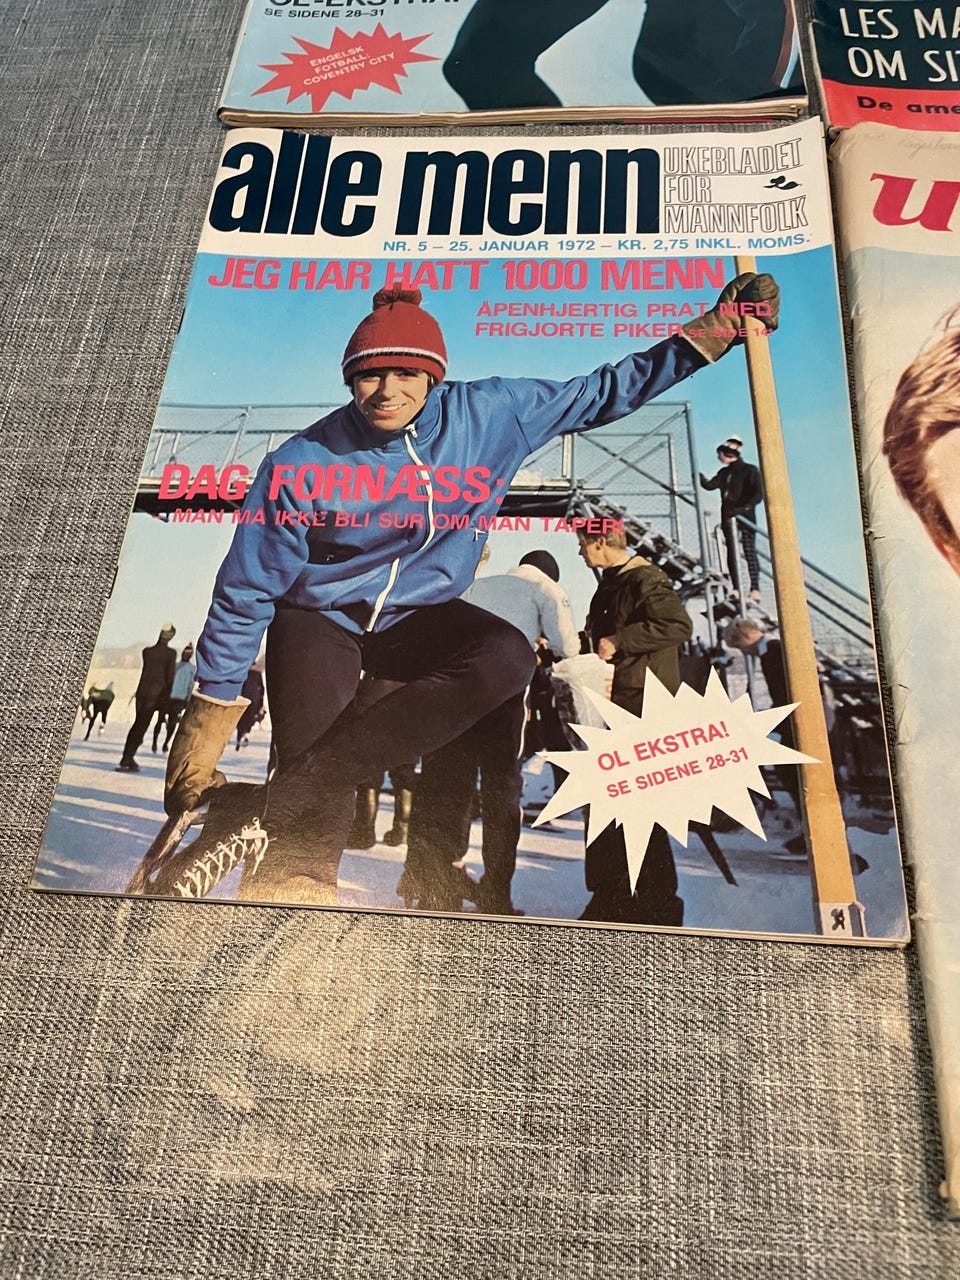 OL-EKSTRA!
SE SIDENE 28–31
ENGELSK
FOTBALL:
COVENTRY CITY
LES MA
OM SI
De ame
alle menn
UKEBLADET
FOR
MANNFOLK
NR. 5 – 25. JANUAR 1972 – KR. 2,75 INKL. MOMS.
JEG HAR HATT 1000 MENN
ÅPENHJERTIG PRAT MED
FRIGJORTE PIKER SE SIDE 14
DAG FORNÆSS:
– MAN MÅ IKKE BLI SUR OM MAN TAPER!
OL EKSTRA!
SE SIDENE 28-31
u